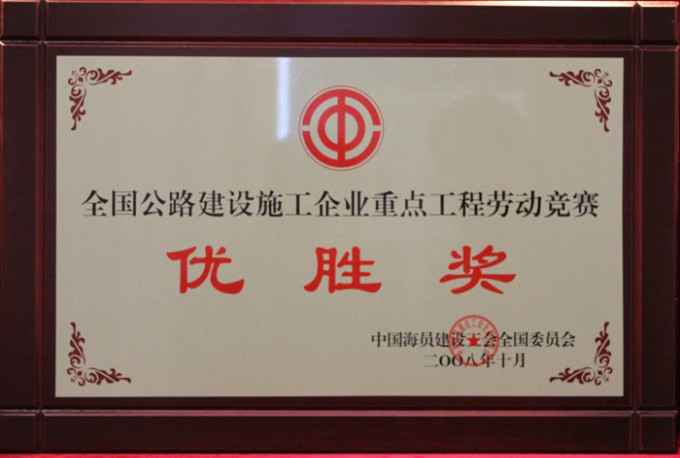 全国公路建设施工企业重点工程劳动竞赛
优胜奖
中国海员建设工会全国委员会
二〇〇八年十月